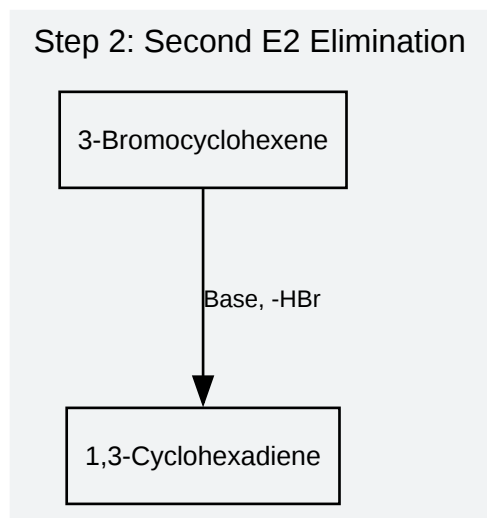 Step 2: Second E2 Elimination
3-Bromocyclohexene
Base, -HBr
1,3-Cyclohexadiene